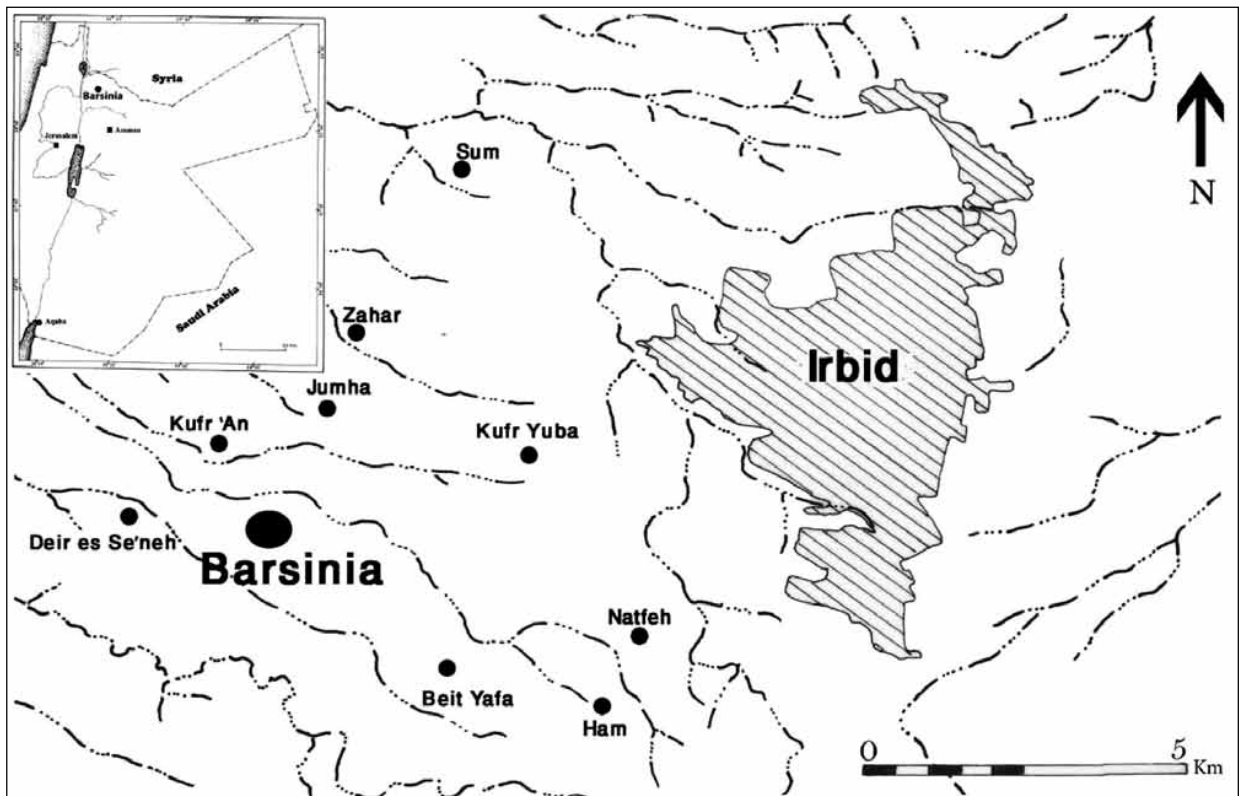 Syria
Barsinia
Jerusalem
Amman
Saudi Arabia
Aqaba
N
Sum
Zahar
Irbid
Jumha
Kufr 'An
Kufr Yuba
Deir es Se'neh
Barsinia
Natfeh
Beit Yafa
Ham
0 5 Km